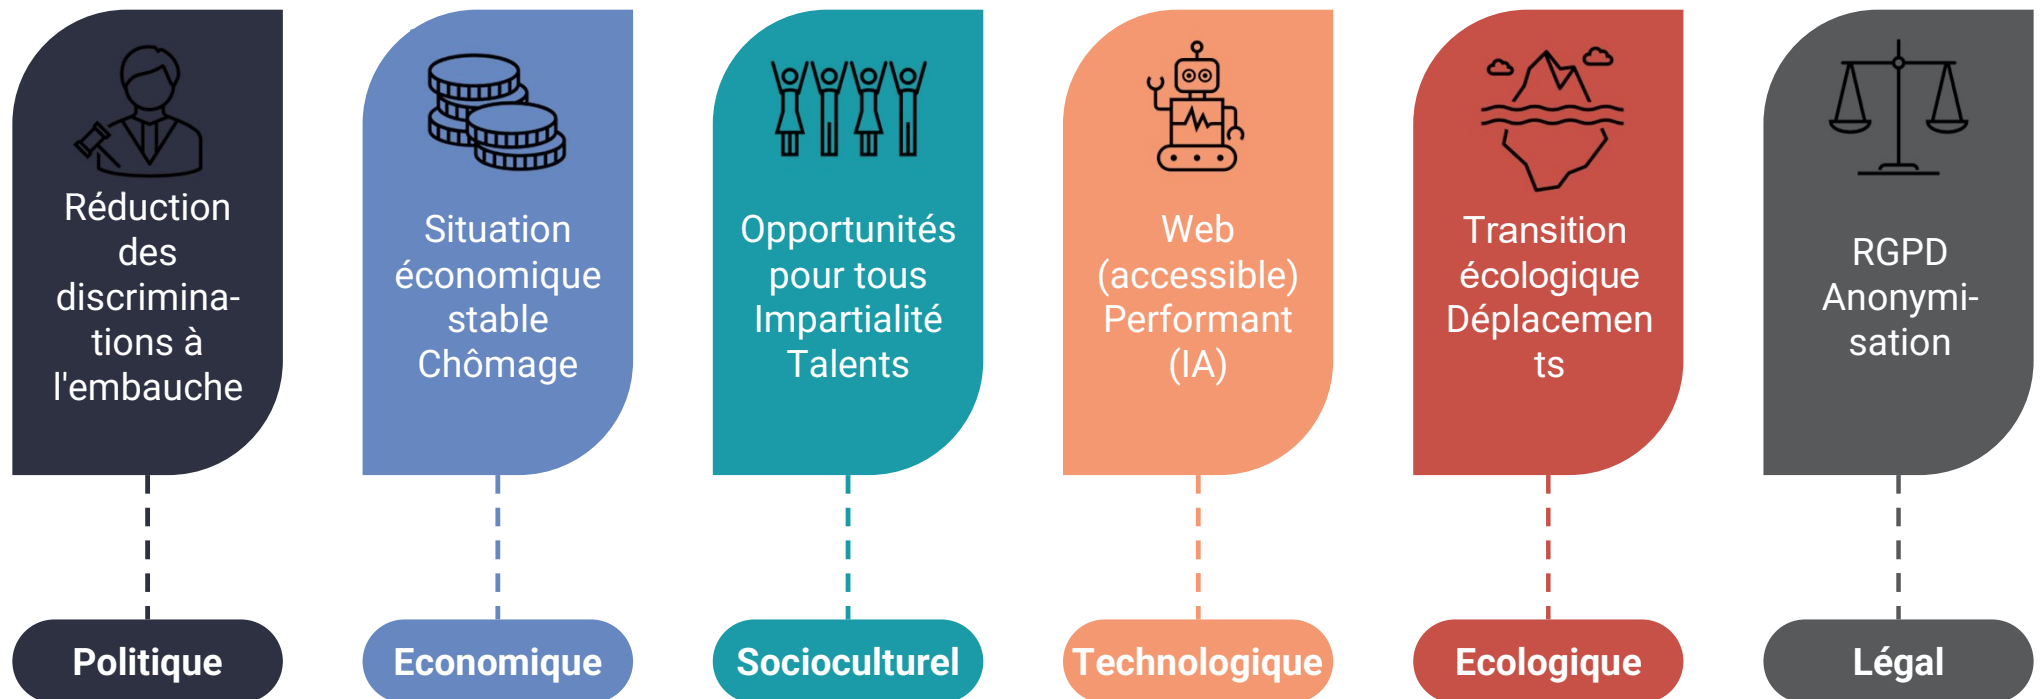 Réduction
des
discrimina-
tions à
l'embauche
Politique
Situation
économique
stable
Chômage
Economique
Opportunités
pour tous
Impartialité
Talents
Socioculturel
Web
(accessible)
Performant
(IA)
Technologique
Transition
écologique
Déplacemen
ts
Ecologique
RGPD
Anonymi-
sation
Légal